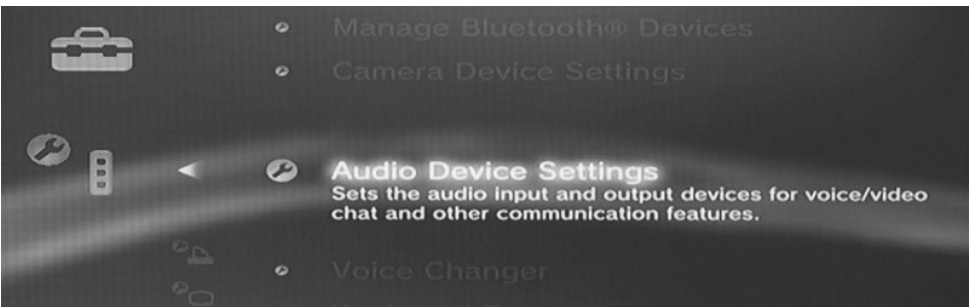 Manage Bluetooth® Devices
Camera Device Settings
Audio Device Settings
Sets the audio input and output devices for voice/video
chat and other communication features.
Voice Changer